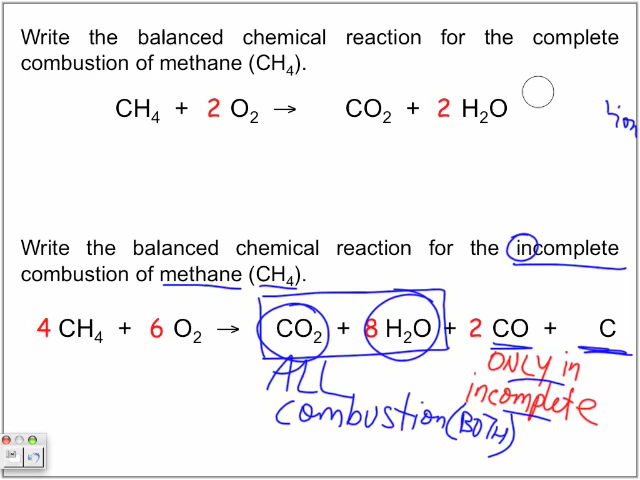 Write the balanced chemical reaction for the complete
combustion of methane (CH₄).
CH₄ + 2 O₂ → CO₂ + 2 H₂O
Write the balanced chemical reaction for the incomplete
combustion of methane (CH₄).
4 CH₄ + 6 O₂ → CO₂ + 8 H₂O + 2 CO + C
ALL
combustion (BOTH)
ONLY in
incomplete